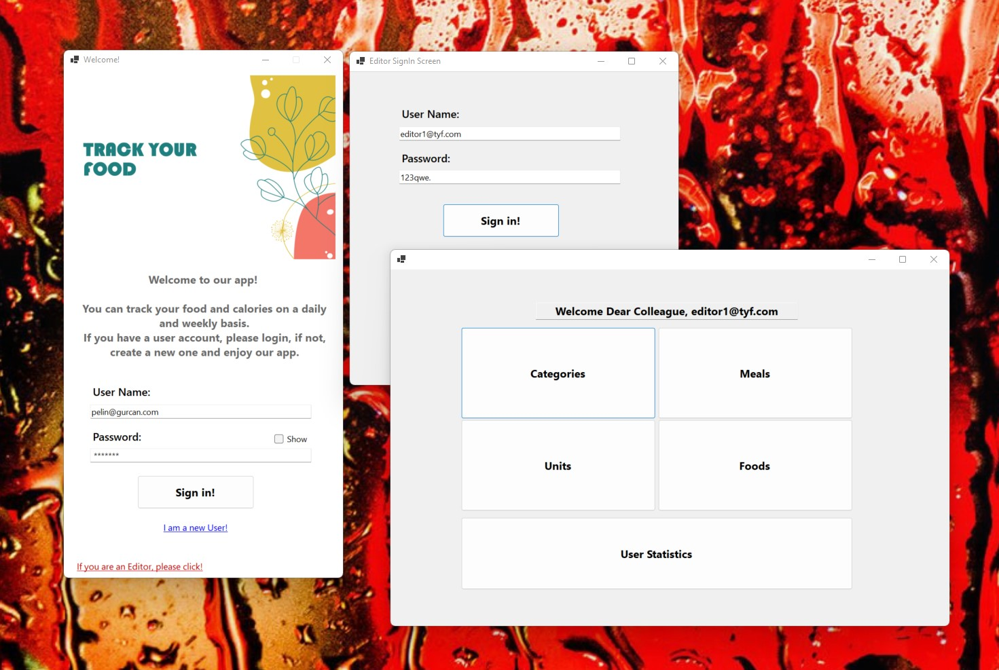 Welcome!
TRACK YOUR
FOOD
Welcome to our app!
You can track your food and calories on a daily
and weekly basis.
If you have a user account, please login, if not,
create a new one and enjoy our app.
User Name:
pelin@gurcan.com
Password:
Show
*******
Sign in!
I am a new User!
If you are an Editor, please click!
Editor SignIn Screen
User Name:
editor1@tyf.com
Password:
123qwe.
Sign in!
Welcome Dear Colleague, editor1@tyf.com
Categories
Meals
Units
Foods
User Statistics